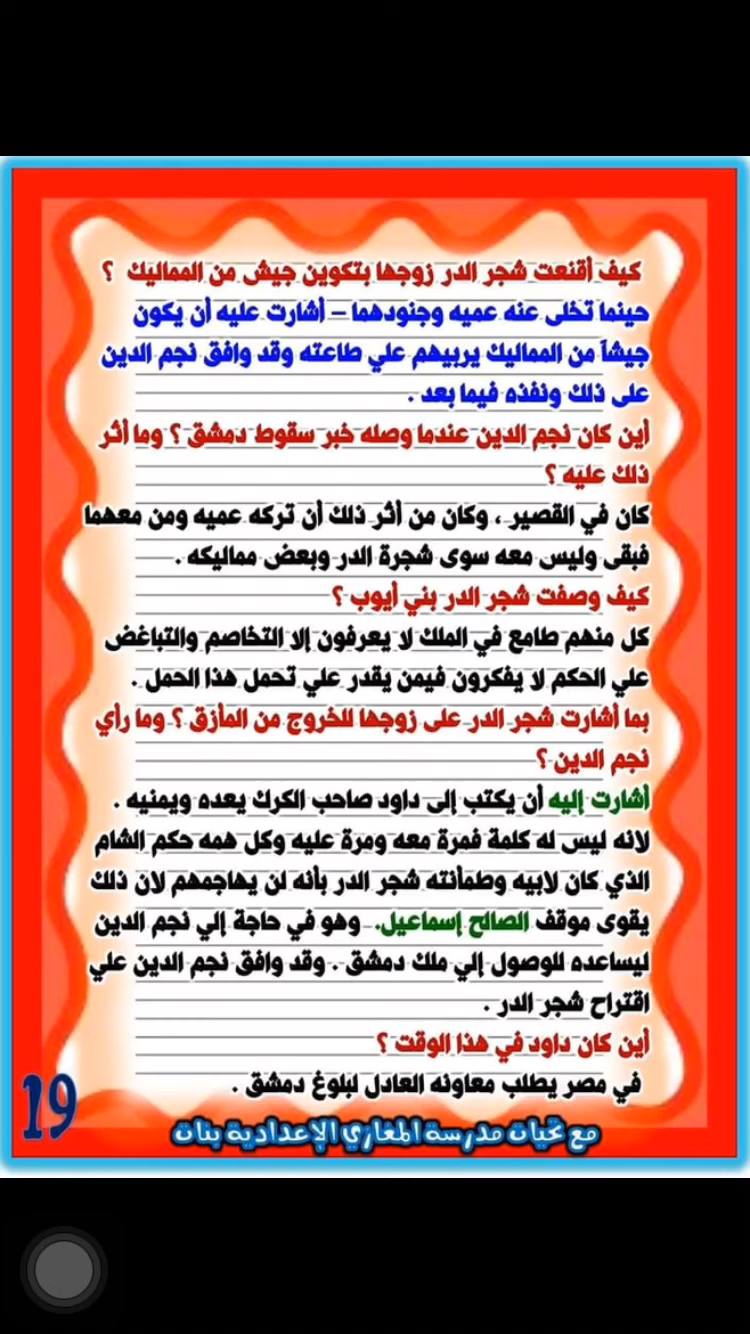 كيف أقنعت شجر الدر زوجها بتكوين جيش من المماليك ؟
حينما تخلى عنه عميه وجنودهما – أشارت عليه أن يكون
جيشاً من المماليك يربيهم علي طاعته وقد وافق نجم الدين
على ذلك ونفذه فيما بعد .
أين كان نجم الدين عندما وصله خبر سقوط دمشق ؟ وما أثر
ذلك عليه ؟
كان في القصير ، وكان من أثر ذلك أن تركه عميه ومن معهما
فبقى وليس معه سوى شجرة الدر وبعض مماليكه .
كيف وصفت شجر الدر بني أيوب ؟
كل منهم طامع في الملك لا يعرفون إلا التخاصم والتباغض
علي الحكم لا يفكرون فيمن يقدر علي تحمل هذا الحمل .
بما أشارت شجر الدر على زوجها للخروج من المأزق ؟ وما رأي
نجم الدين ؟
أشارت إليه أن يكتب إلى داود صاحب الكرك يعده ويمنيه .
لانه ليس له كلمة فمرة معه ومرة عليه وكل همه حكم الشام
الذي كان لابيه وطمأنته شجر الدر بأنه لن يهاجمهم لان ذلك
يقوى موقف الصالح إسماعيل. وهو في حاجة إلي نجم الدين
ليساعده للوصول إلي ملك دمشق . وقد وافق نجم الدين علي
اقتراح شجر الدر .
أين كان داود في هذا الوقت ؟
في مصر يطلب معاونه العادل لبلوغ دمشق .
19
مع تحيات مدرسة المغازي الإعدادية بنات